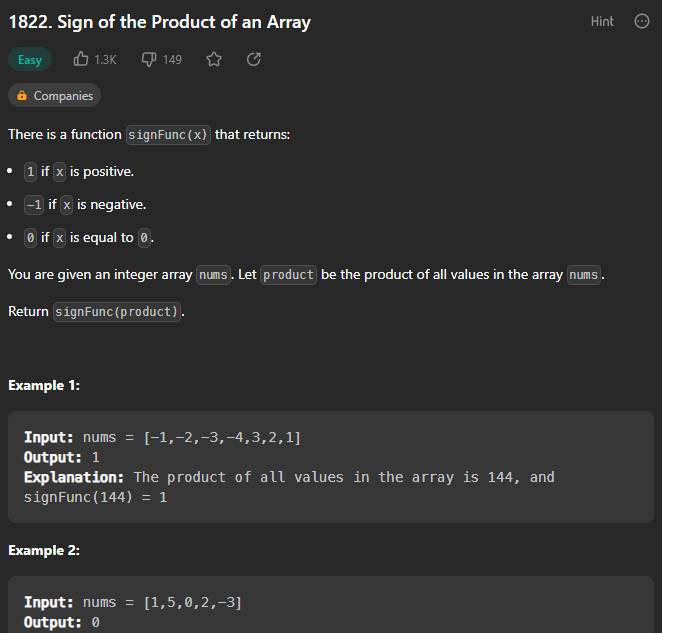 1822. Sign of the Product of an Array
Hint
Easy
1.3K
149
Companies
There is a function signFunc(x) that returns:
• 1 if x is positive.
• -1 if x is negative.
• 0 if x is equal to 0.
You are given an integer array nums. Let product be the product of all values in the array nums.
Return signFunc(product).
Example 1:
Input: nums = [-1,-2,-3,-4,3,2,1]
Output: 1
Explanation: The product of all values in the array is 144, and
signFunc(144) = 1
Example 2:
Input: nums = [1,5,0,2,-3]
Output: 0